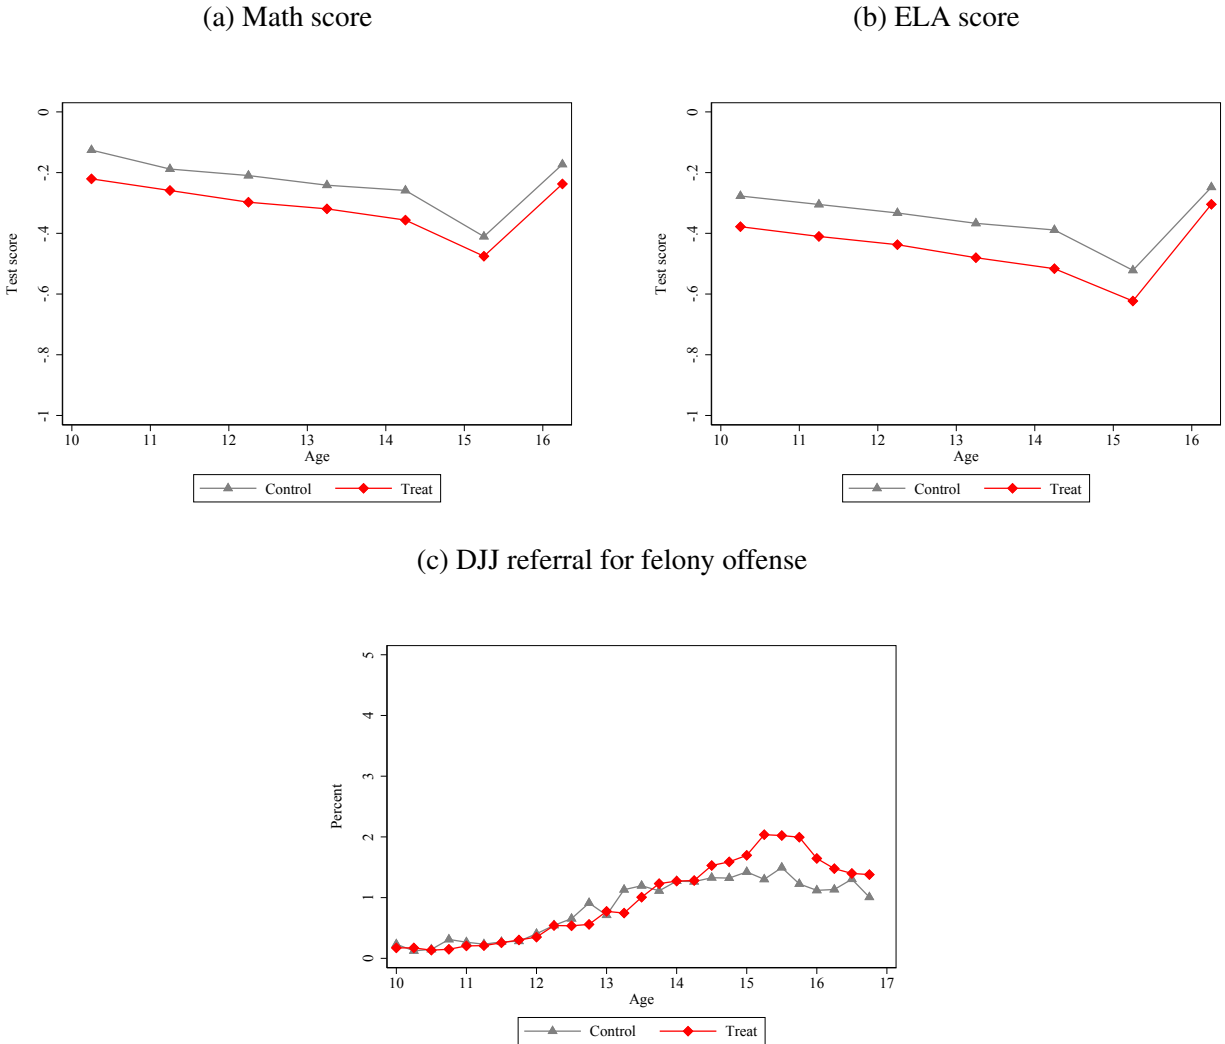 (a) Math score
(b) ELA score
0
-.2
-.4
-.6
-.8
-1
Test score
10 11 12 13 14 15 16
Age
Control Treat
0
-.2
-.4
-.6
-.8
-1
Test score
10 11 12 13 14 15 16
Age
Control Treat
(c) DJJ referral for felony offense
5
4
3
2
1
0
Percent
10 11 12 13 14 15 16 17
Age
Control Treat